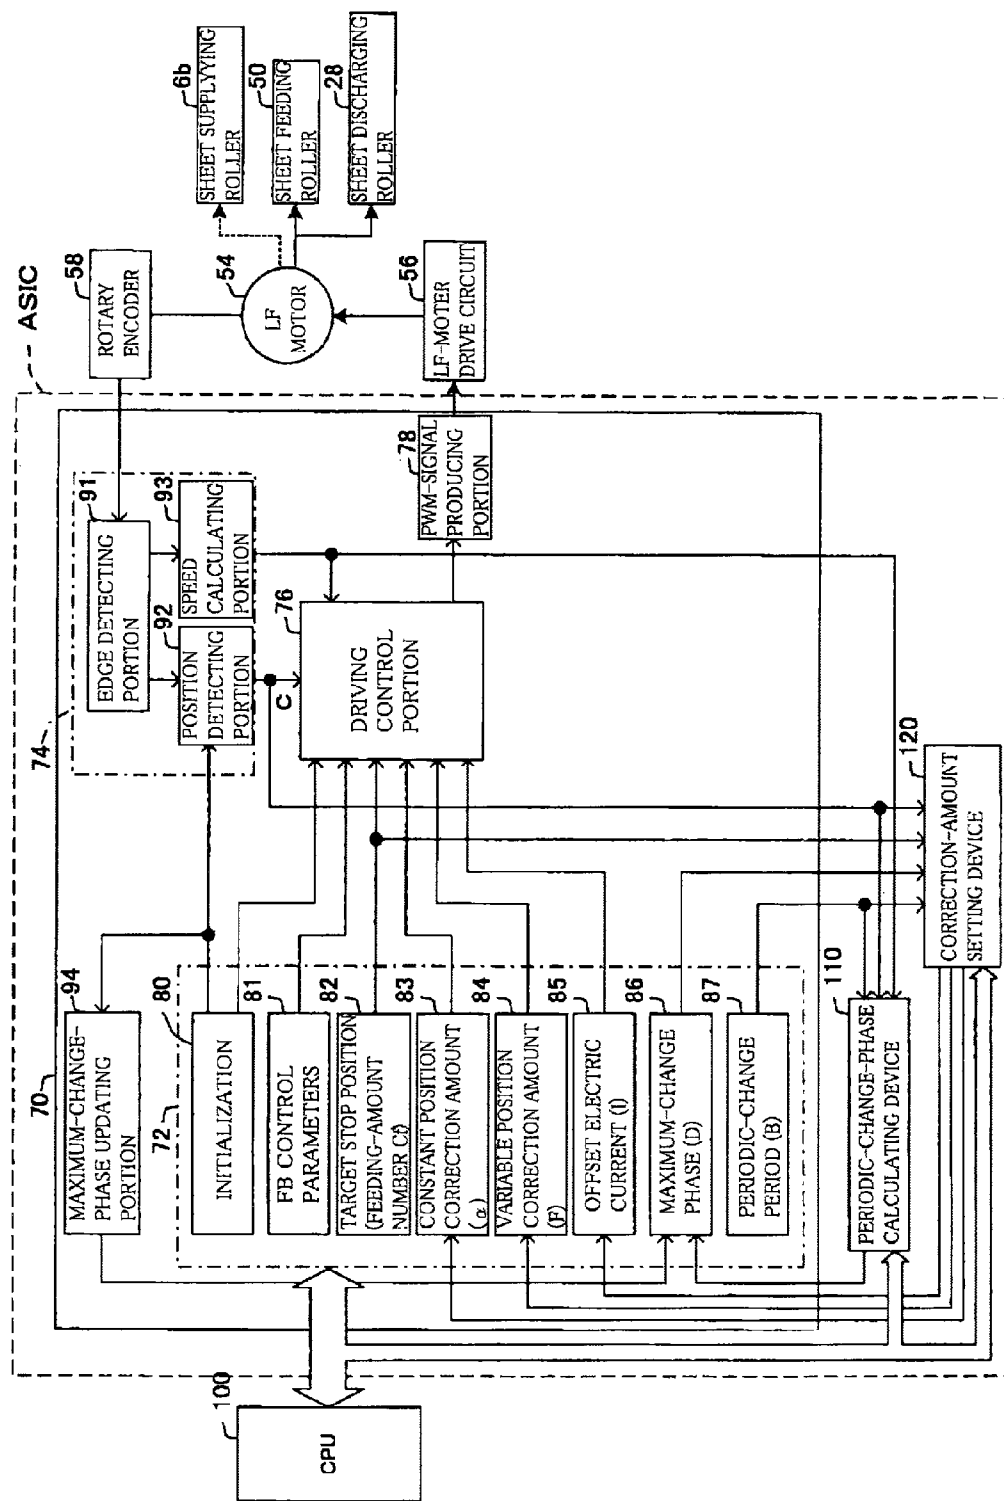 ASIC
100
CPU
70
94
MAXIMUM-CHANGE-
PHASE UPDATING
PORTION
72
80
INITIALIZATION
81
FB CONTROL
PARAMETERS
82
TARGET STOP POSITION
(FEEDING-AMOUNT
NUMBER Ct)
83
CONSTANT POSITION
CORRECTION AMOUNT
(α)
84
VARIABLE POSITION
CORRECTION AMOUNT
(F)
85
OFFSET ELECTRIC
CURRENT (I)
86
MAXIMUM-CHANGE
PHASE (D)
87
PERIODIC-CHANGE
PERIOD (B)
110
PERIODIC-CHANGE-PHASE
CALCULATING DEVICE
120
CORRECTION-AMOUNT
SETTING DEVICE
74
91
EDGE DETECTING
PORTION
92
POSITION
DETECTING
PORTION
93
SPEED
CALCULATING
PORTION
C
76
DRIVING
CONTROL
PORTION
78
PWM-SIGNAL
PRODUCING
PORTION
58
ROTARY
ENCODER
54
LF
MOTOR
56
LF-MOTER
DRIVE CIRCUIT
6b
SHEET SUPPLYYING
ROLLER
50
SHEET FEEDING
ROLLER
28
SHEET DISCHARGING
ROLLER